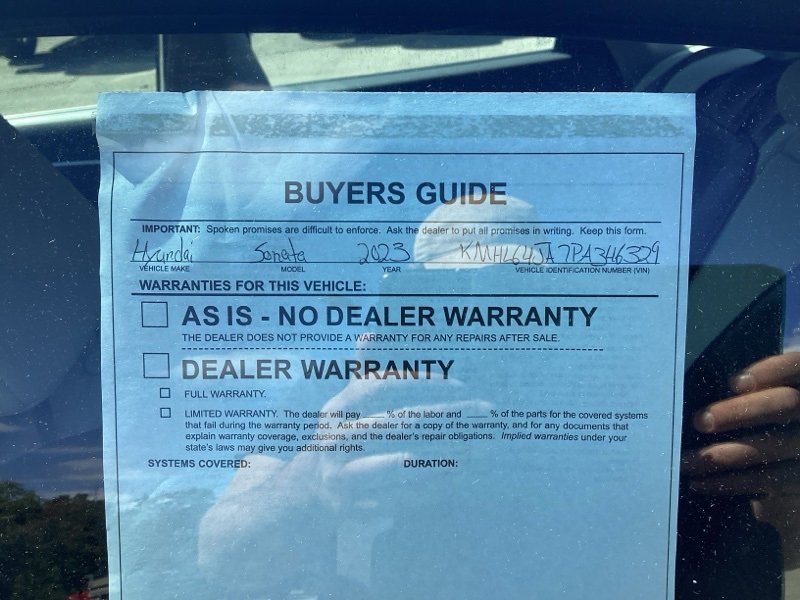 BUYERS GUIDE
IMPORTANT: Spoken promises are difficult to enforce. Ask the dealer to put all promises in writing. Keep this form.
Hyundai Sonata 2023 KMHL64JA7PA346329
VEHICLE MAKE MODEL YEAR VEHICLE IDENTIFICATION NUMBER (VIN)
WARRANTIES FOR THIS VEHICLE:
AS IS - NO DEALER WARRANTY
THE DEALER DOES NOT PROVIDE A WARRANTY FOR ANY REPAIRS AFTER SALE.
DEALER WARRANTY
FULL WARRANTY.
LIMITED WARRANTY. The dealer will pay ____ % of the labor and ____ % of the parts for the covered systems
that fail during the warranty period. Ask the dealer for a copy of the warranty, and for any documents that
explain warranty coverage, exclusions, and the dealer's repair obligations. Implied warranties under your
state's laws may give you additional rights.
SYSTEMS COVERED: DURATION: